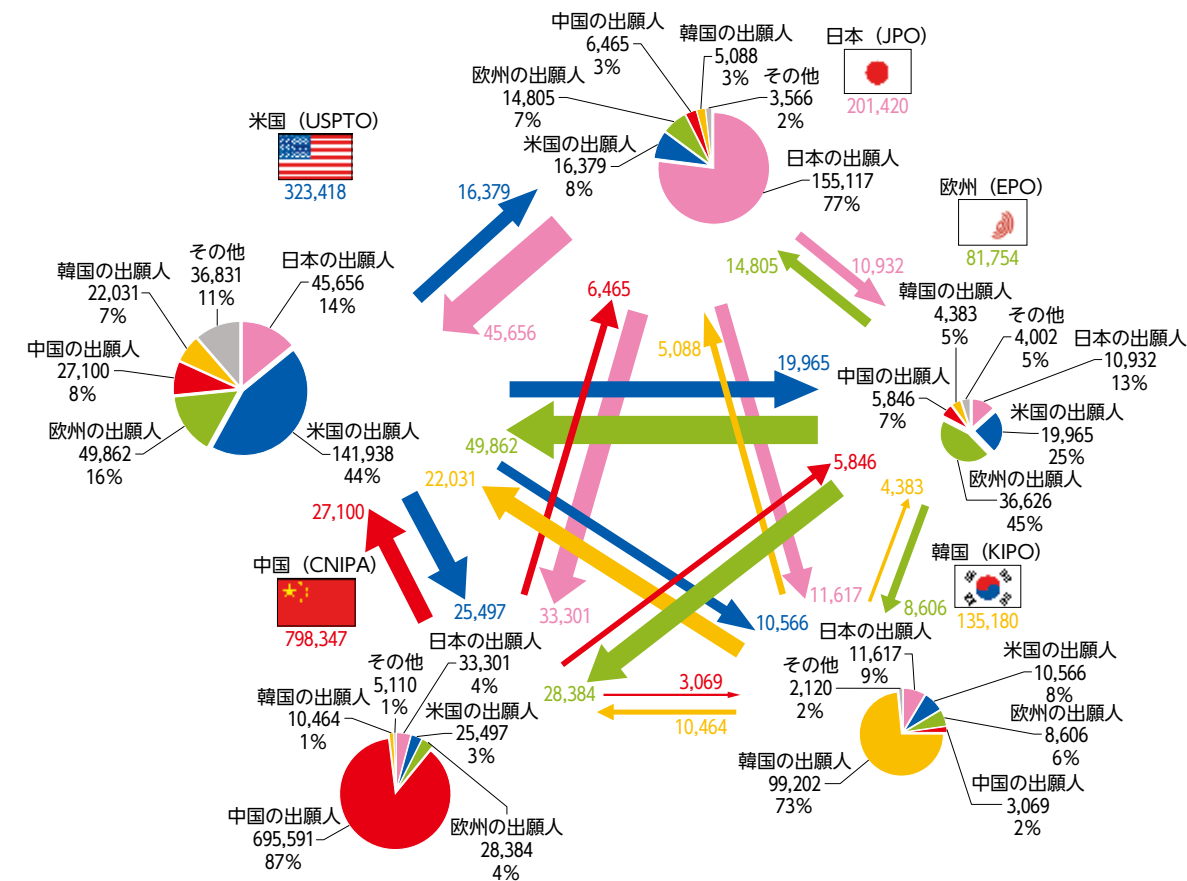 中国の出願人
6,465
3%
韓国の出願人
5,088
3%
日本（JPO）
201,420
欧州の出願人
14,805
7%
その他
3,566
2%
米国の出願人
16,379
8%
日本の出願人
155,117
77%
米国（USPTO）
323,418
16,379
45,656
欧州（EPO）
81,754
14,805
10,932
その他
36,831
11%
日本の出願人
45,656
14%
韓国の出願人
22,031
7%
中国の出願人
27,100
8%
欧州の出願人
49,862
16%
米国の出願人
141,938
44%
6,465
5,088
19,965
49,862
22,031
韓国の出願人
4,383
5%
その他
4,002
5%
日本の出願人
10,932
13%
中国の出願人
5,846
7%
米国の出願人
19,965
25%
欧州の出願人
36,626
45%
5,846
4,383
27,100
25,497
33,301
10,566
11,617
8,606
中国（CNIPA）
798,347
韓国（KIPO）
135,180
28,384
3,069
10,464
日本の出願人
33,301
4%
その他
5,110
1%
韓国の出願人
10,464
1%
米国の出願人
25,497
3%
中国の出願人
695,591
87%
欧州の出願人
28,384
4%
日本の出願人
11,617
9%
その他
2,120
2%
米国の出願人
10,566
8%
欧州の出願人
8,606
6%
韓国の出願人
99,202
73%
中国の出願人
3,069
2%